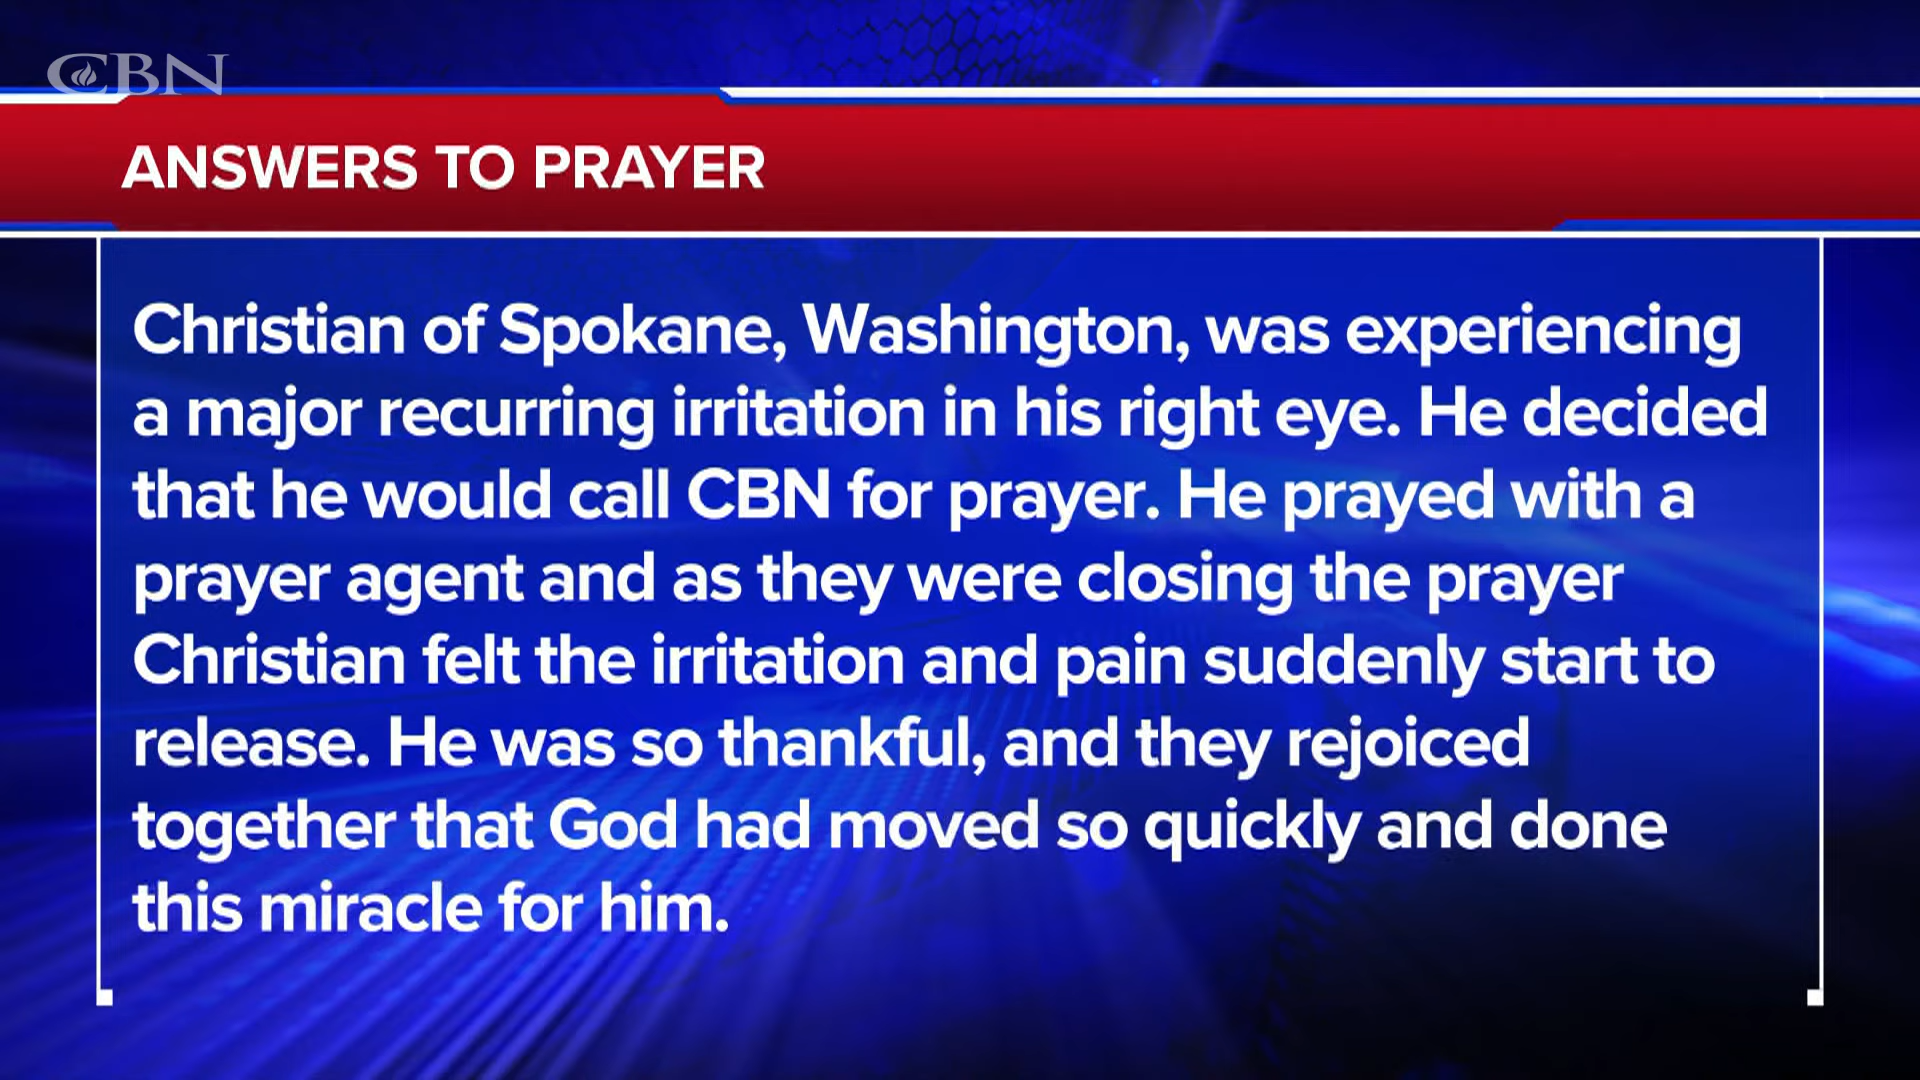 CBN
ANSWERS TO PRAYER
Christian of Spokane, Washington, was experiencing
a major recurring irritation in his right eye. He decided
that he would call CBN for prayer. He prayed with a
prayer agent and as they were closing the prayer
Christian felt the irritation and pain suddenly start to
release. He was so thankful, and they rejoiced
together that God had moved so quickly and done
this miracle for him.